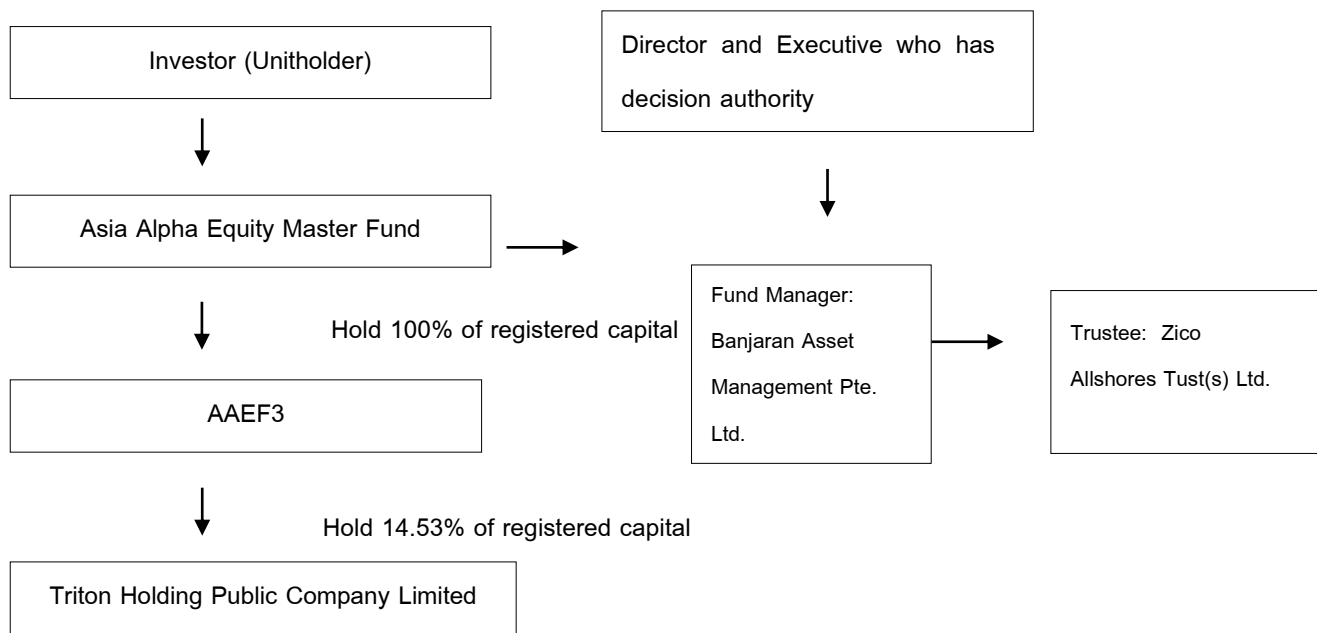 Investor (Unitholder)
Director and Executive who has
decision authority
Asia Alpha Equity Master Fund
Fund Manager:
Banjaran Asset
Management Pte.
Ltd.
Trustee: Zico
Allshores Tust(s) Ltd.
Hold 100% of registered capital
AAEF3
Hold 14.53% of registered capital
Triton Holding Public Company Limited